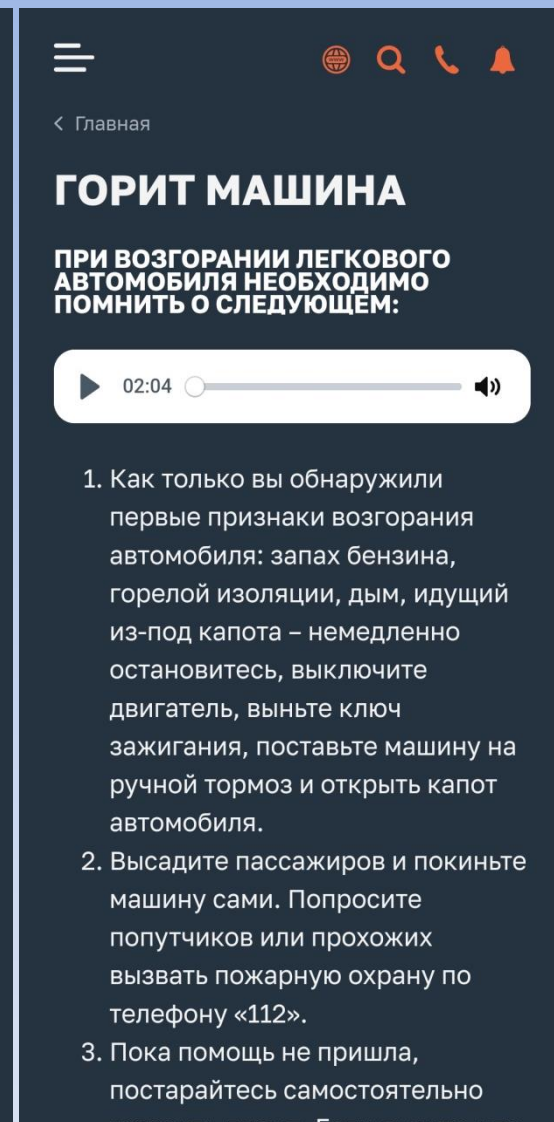 Главная
ГОРИТ МАШИНА
ПРИ ВОЗГОРАНИИ ЛЕГКОВОГО
АВТОМОБИЛЯ НЕОБХОДИМО
ПОМНИТЬ О СЛЕДУЮЩЕМ:
02:04
1. Как только вы обнаружили
первые признаки возгорания
автомобиля: запах бензина,
горелой изоляции, дым, идущий
из-под капота – немедленно
остановитесь, выключите
двигатель, выньте ключ
зажигания, поставьте машину на
ручной тормоз и открыть капот
автомобиля.
2. Высадите пассажиров и покиньте
машину сами. Попросите
попутчиков или прохожих
вызвать пожарную охрану по
телефону «112».
3. Пока помощь не пришла,
постарайтесь самостоятельно